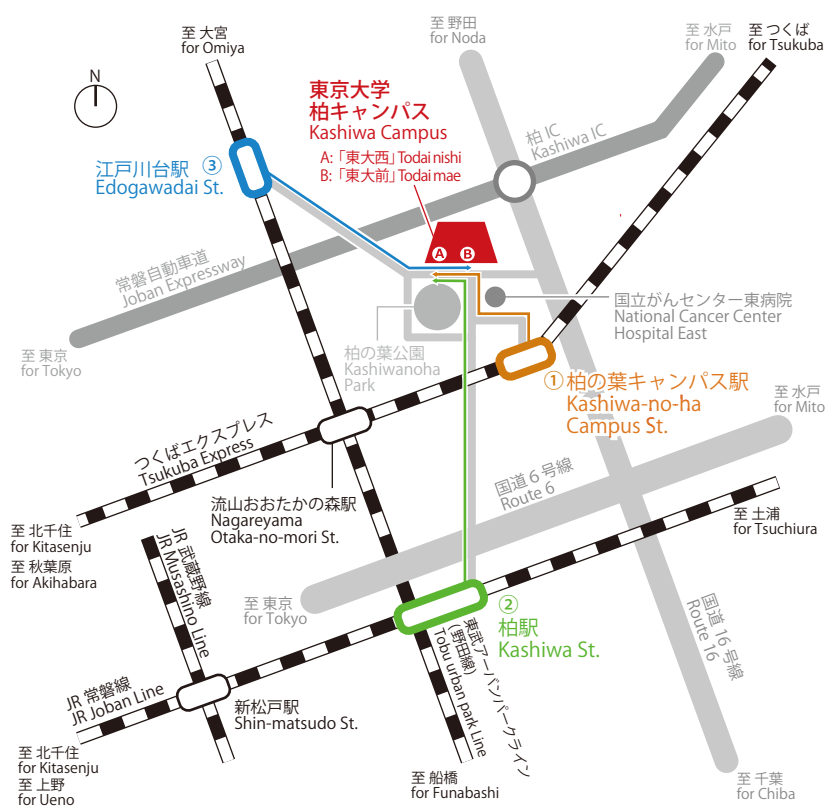 至 大宮
for Omiya
至 野田
for Noda
至 水戸
for Mito
至 つくば
for Tsukuba
N
東京大学
柏キャンパス
Kashiwa Campus
A:「東大西」Todai nishi
B:「東大前」Todai mae
柏 IC
Kashiwa IC
江戸川台駅 ③
Edogawadai St.
A B
常磐自動車道
Joban Expressway
国立がんセンター東病院
National Cancer Center
Hospital East
至 東京
for Tokyo
柏の葉公園
Kashiwanoha
Park
①柏の葉キャンパス駅
Kashiwa-no-ha
Campus St.
至 水戸
for Mito
つくばエクスプレス
Tsukuba Express
国道 6 号線
Route 6
流山おおたかの森駅
Nagareyama
Otaka-no-mori St.
至 北千住
for Kitasenju
至 秋葉原
for Akihabara
至 土浦
for Tsuchiura
JR 武蔵野線
JR Musashino Line
至 東京
for Tokyo
②
柏駅
Kashiwa St.
国道 16 号線
Route 16
東武アーバンパークライン
(野田線)
Tobu urban park Line
JR 常磐線
JR Joban Line
新松戸駅
Shin-matsudo St.
至 北千住
for Kitasenju
至 上野
for Ueno
至 船橋
for Funabashi
至 千葉
for Chiba